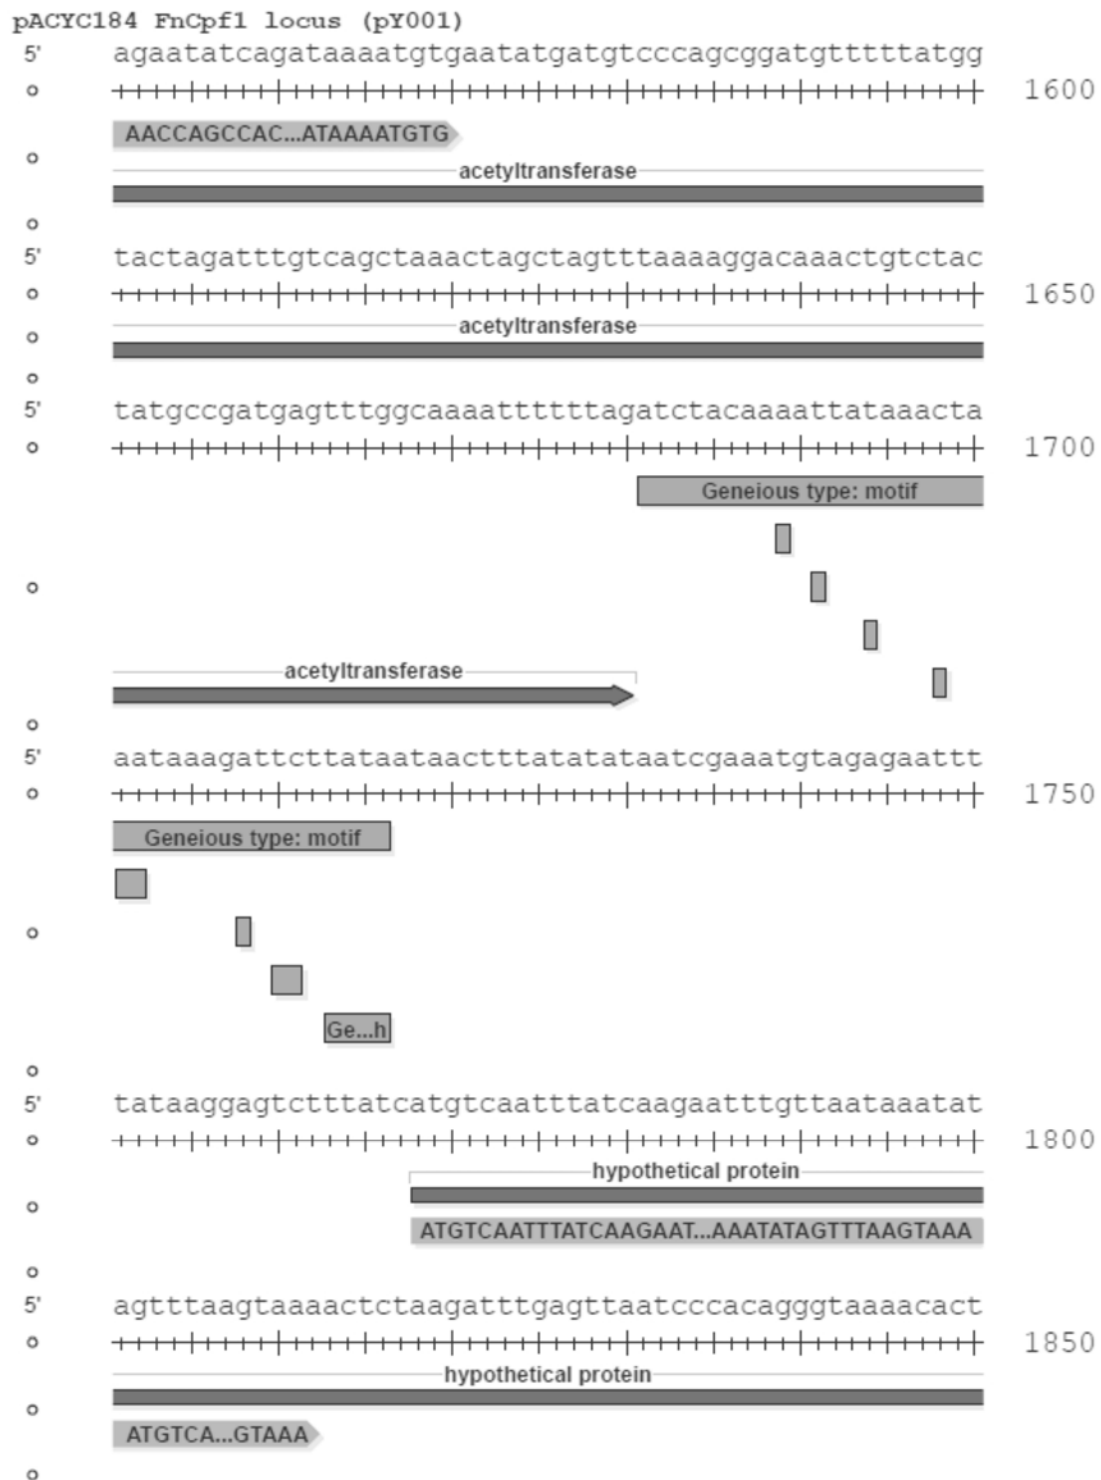 pACYC184 FnCpf1 locus (pY001)
5' agaatatcagataaaatgtgaatatgatgtcccagcggatgtttttatgg
1600
AACCAGCCAC...ATAAAATGTG
acetyltransferase
5' tactagatttgtcagctaaactagctagtttaaaaggacaaactgtctac
1650
acetyltransferase
5' tatgccgatgagtttggcaaaattttttagatctacaaaattataaacta
1700
Geneious type: motif
acetyltransferase
5' aataaagattcttataataactttatatataatcgaaatgtagagaattt
1750
Geneious type: motif
Ge...h
5' tataaggagtctttatcatgtcaatttatcaagaatttgttaataaatat
1800
hypothetical protein
ATGTCAATTTATCAAGAAT...AAATATAGTTTAAGTAAA
5' agtttaagtaaaactctaagatttgagttaatcccacagggtaaaacact
1850
hypothetical protein
ATGTCA...GTAAA